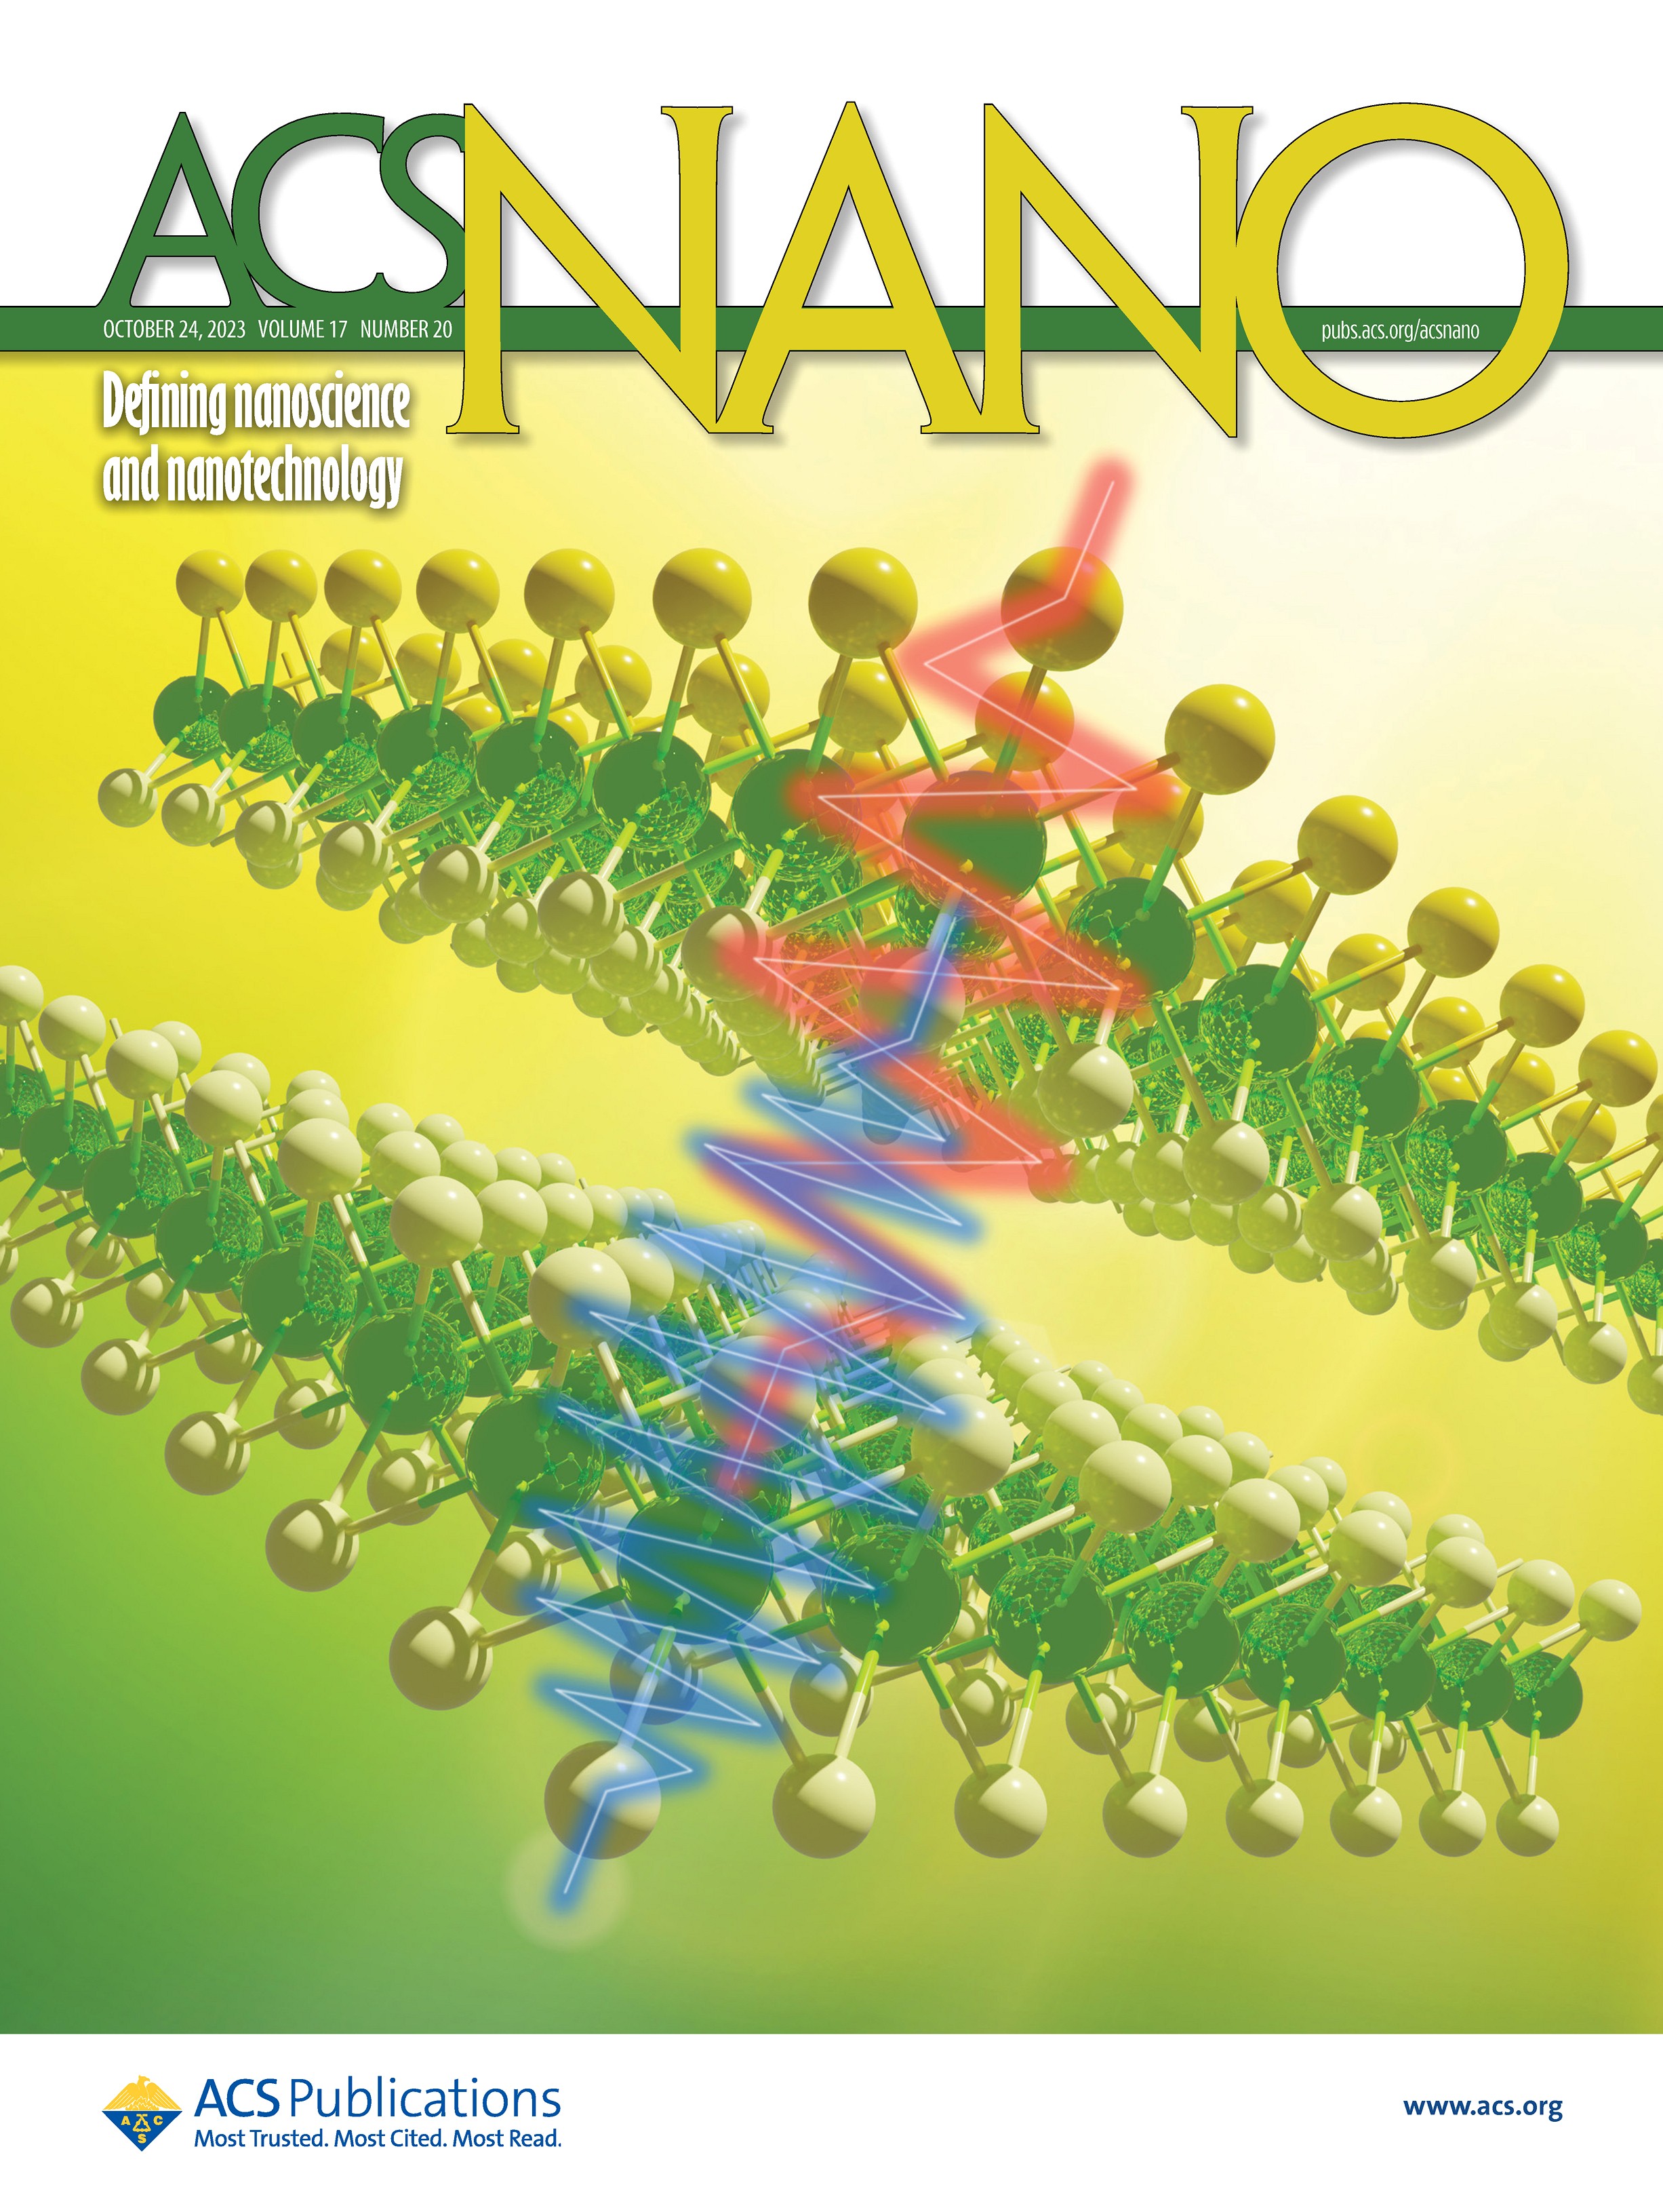 ACS NANO
OCTOBER 24, 2023 VOLUME 17 NUMBER 20
pubs.acs.org/acsnano
Defining nanoscience
and nanotechnology
A C S
ACS Publications
Most Trusted. Most Cited. Most Read.
www.acs.org